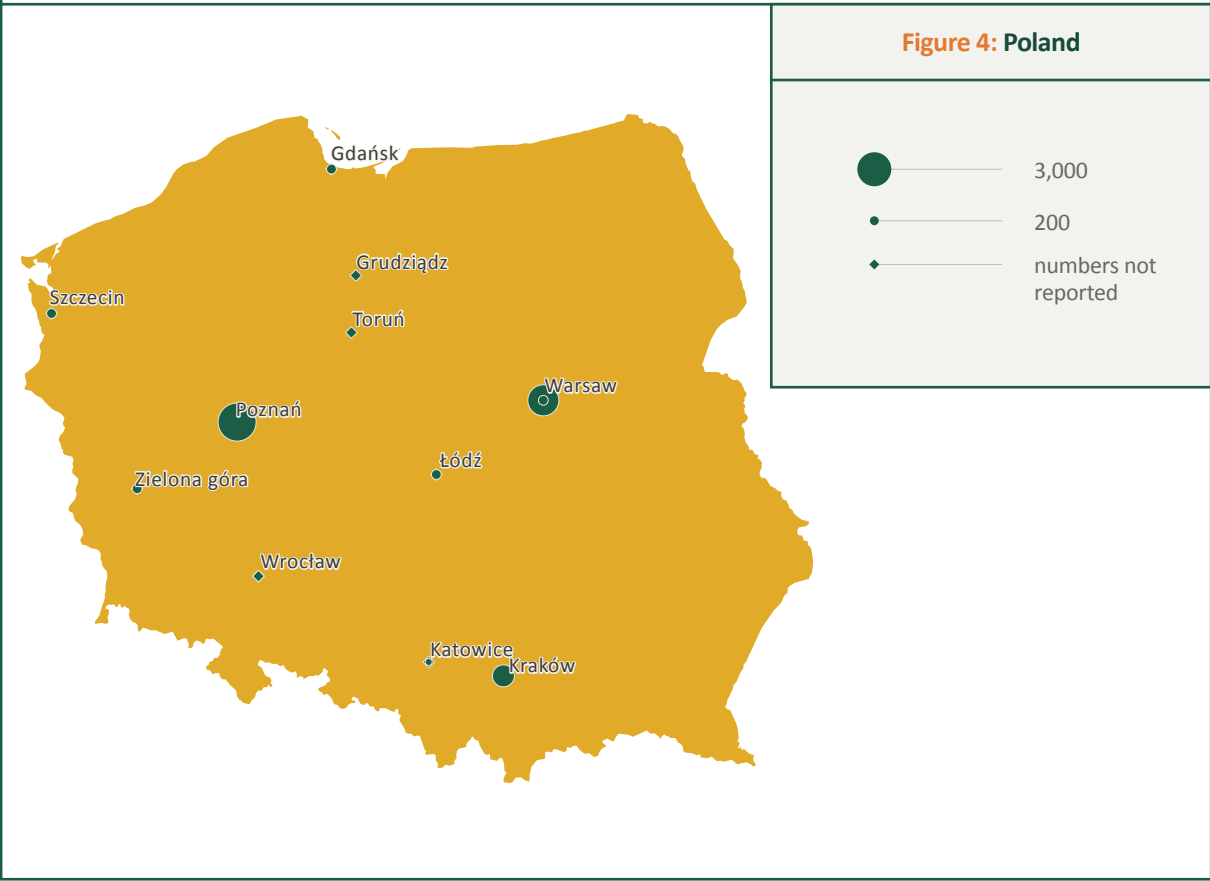 Figure 4: Poland
3,000
200
numbers not
reported
Gdańsk
Grudziądz
Szczecin
Toruń
Warsaw
Poznań
Łódź
Zielona góra
Wrocław
Katowice
Kraków